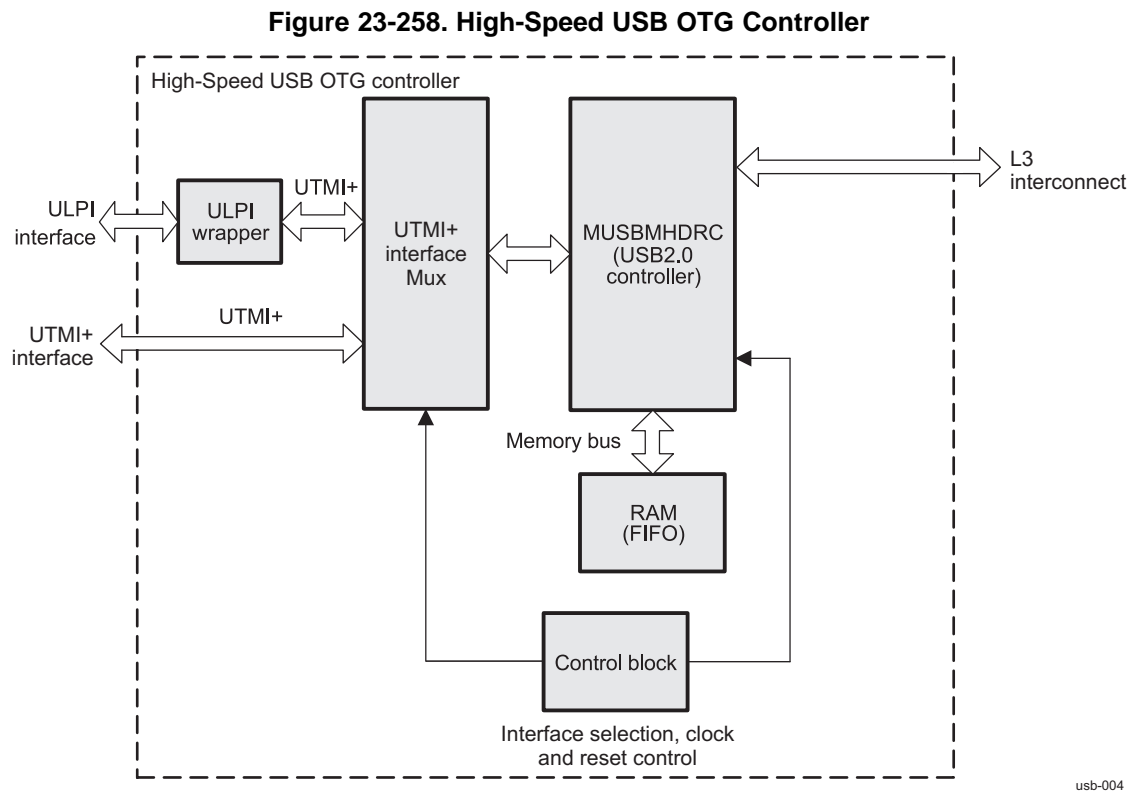 Figure 23-258. High-Speed USB OTG Controller
High-Speed USB OTG controller
ULPI
interface
ULPI
wrapper
UTMI+
UTMI+
interface
Mux
MUSBMHDRC
(USB2.0
controller)
L3
interconnect
UTMI+
interface
UTMI+
Memory bus
RAM
(FIFO)
Control block
Interface selection, clock
and reset control
usb-004